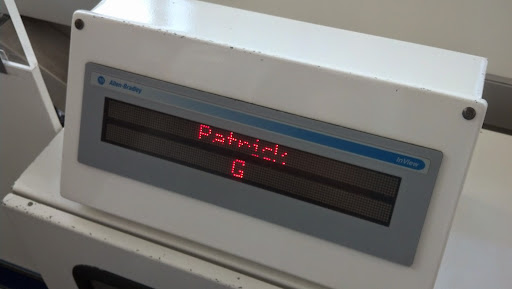 Allen-Bradley
Patrick
G
InView